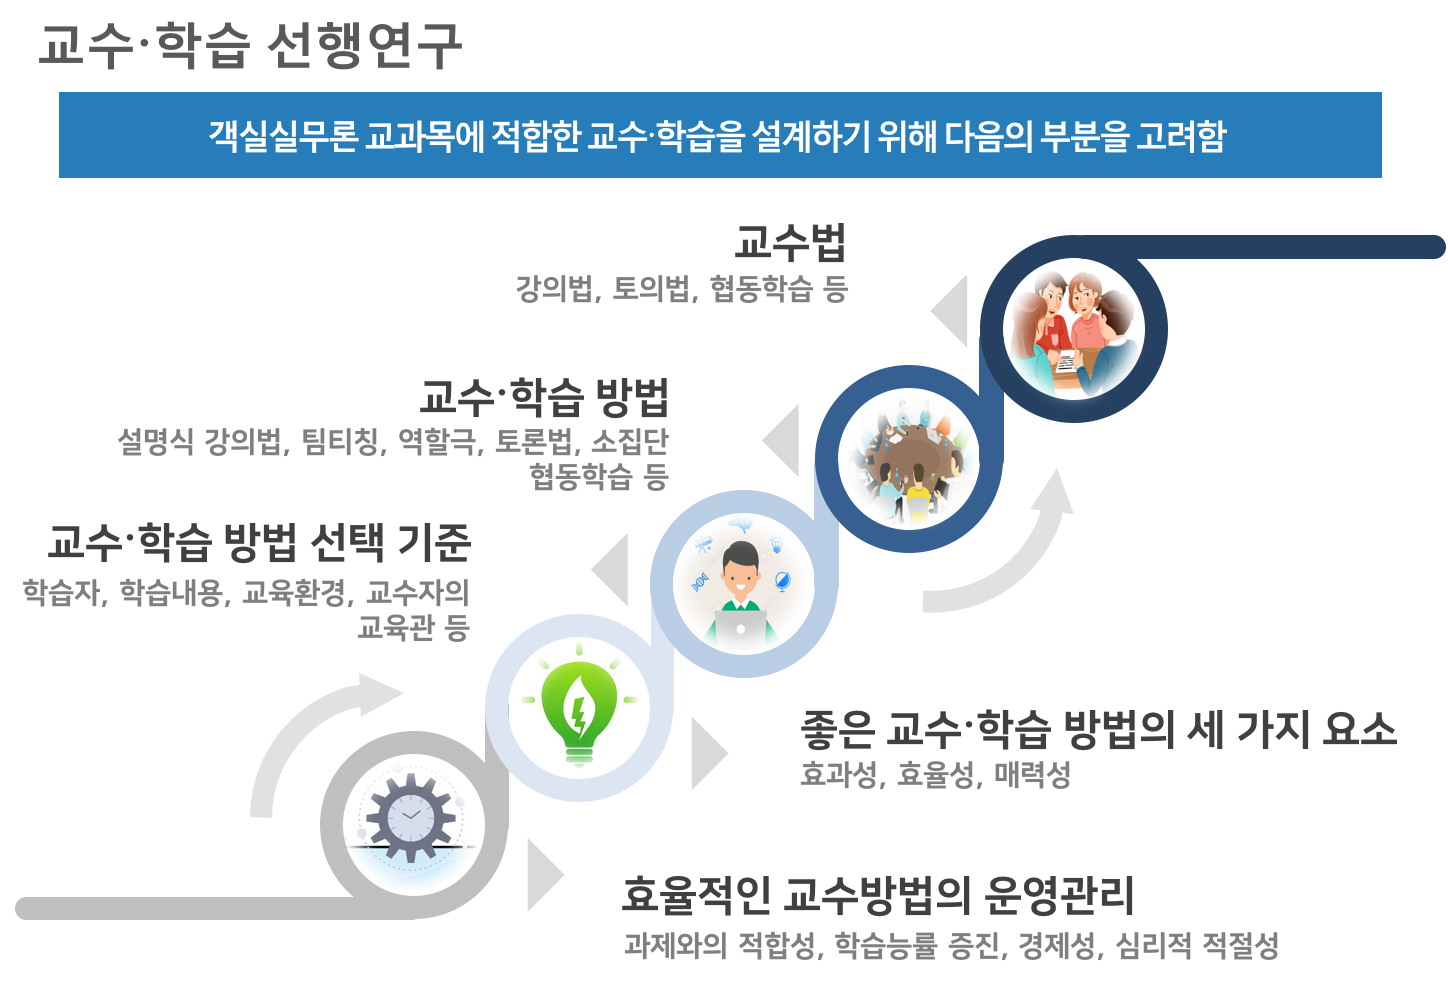 교수·학습 선행연구
객실실무론 교과목에 적합한 교수·학습을 설계하기 위해 다음의 부분을 고려함
교수법
강의법, 토의법, 협동학습 등
교수·학습 방법
설명식 강의법, 팀티칭, 역할극, 토론법, 소집단
협동학습 등
교수·학습 방법 선택 기준
학습자, 학습내용, 교육환경, 교수자의
교육관 등
좋은 교수·학습 방법의 세 가지 요소
효과성, 효율성, 매력성
효율적인 교수방법의 운영관리
과제와의 적합성, 학습능률 증진, 경제성, 심리적 적절성